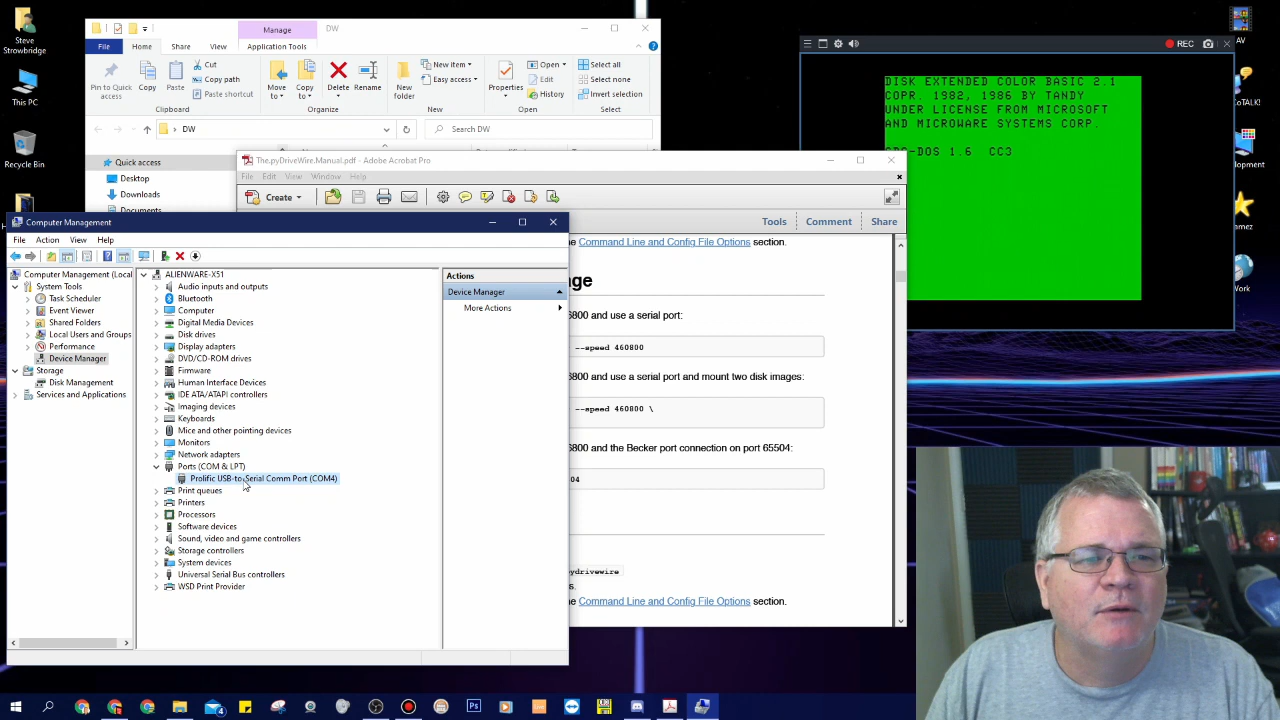 Steve
Strowbridge
This PC
Recycle Bin
Manage
DW
File
Home
Share
View
Application Tools
Pin to Quick
access
Copy
Paste
Cut
Copy path
Paste shortcut
Clipboard
Move
to
Copy
to
Delete
Rename
Organize
New
folder
New item
Easy access
New
Properties
Open
Edit
History
Open
Select all
Select none
Invert selection
Select
DW
Search DW
Quick access
Desktop
Downloads
Documents
The.pyDriveWire.Manual.pdf - Adobe Acrobat Pro
File Edit View Window Help
Create
Tools
Comment
Share
Command Line and Config File Options section.
and use a serial port:
--speed 460800
and use a serial port and mount two disk images:
--speed 460800 \
and the Becker port connection on port 65504:
04
Command Line and Config File Options section.
Computer Management
File Action View Help
Computer Management (Local
System Tools
Task Scheduler
Event Viewer
Shared Folders
Local Users and Groups
Performance
Device Manager
Storage
Disk Management
Services and Applications
ALIENWARE-X51
Audio inputs and outputs
Bluetooth
Computer
Digital Media Devices
Disk drives
Display adapters
DVD/CD-ROM drives
Firmware
Human Interface Devices
IDE ATA/ATAPI controllers
Imaging devices
Keyboards
Mice and other pointing devices
Monitors
Network adapters
Ports (COM & LPT)
Prolific USB-to-Serial Comm Port (COM4)
Print queues
Printers
Processors
Software devices
Sound, video and game controllers
Storage controllers
System devices
Universal Serial Bus controllers
WSD Print Provider
Actions
Device Manager
More Actions
REC
DISK EXTENDED COLOR BASIC 2.1
COPR. 1982, 1986 BY TANDY
UNDER LICENSE FROM MICROSOFT
AND MICROWARE SYSTEMS CORP.
DOS 1.6 CC3
AV
Work